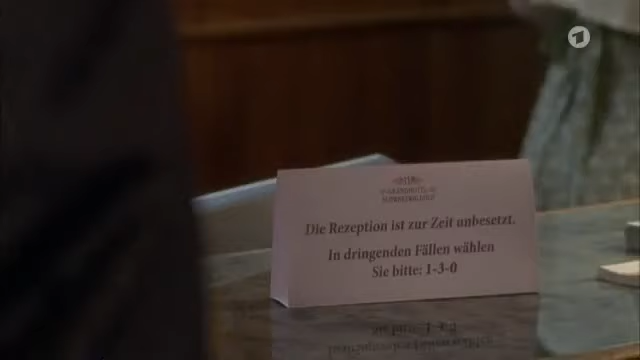 Die Rezeption ist zur Zeit unbesetzt.
In dringenden Fällen wählen
Sie bitte: 1-3-0